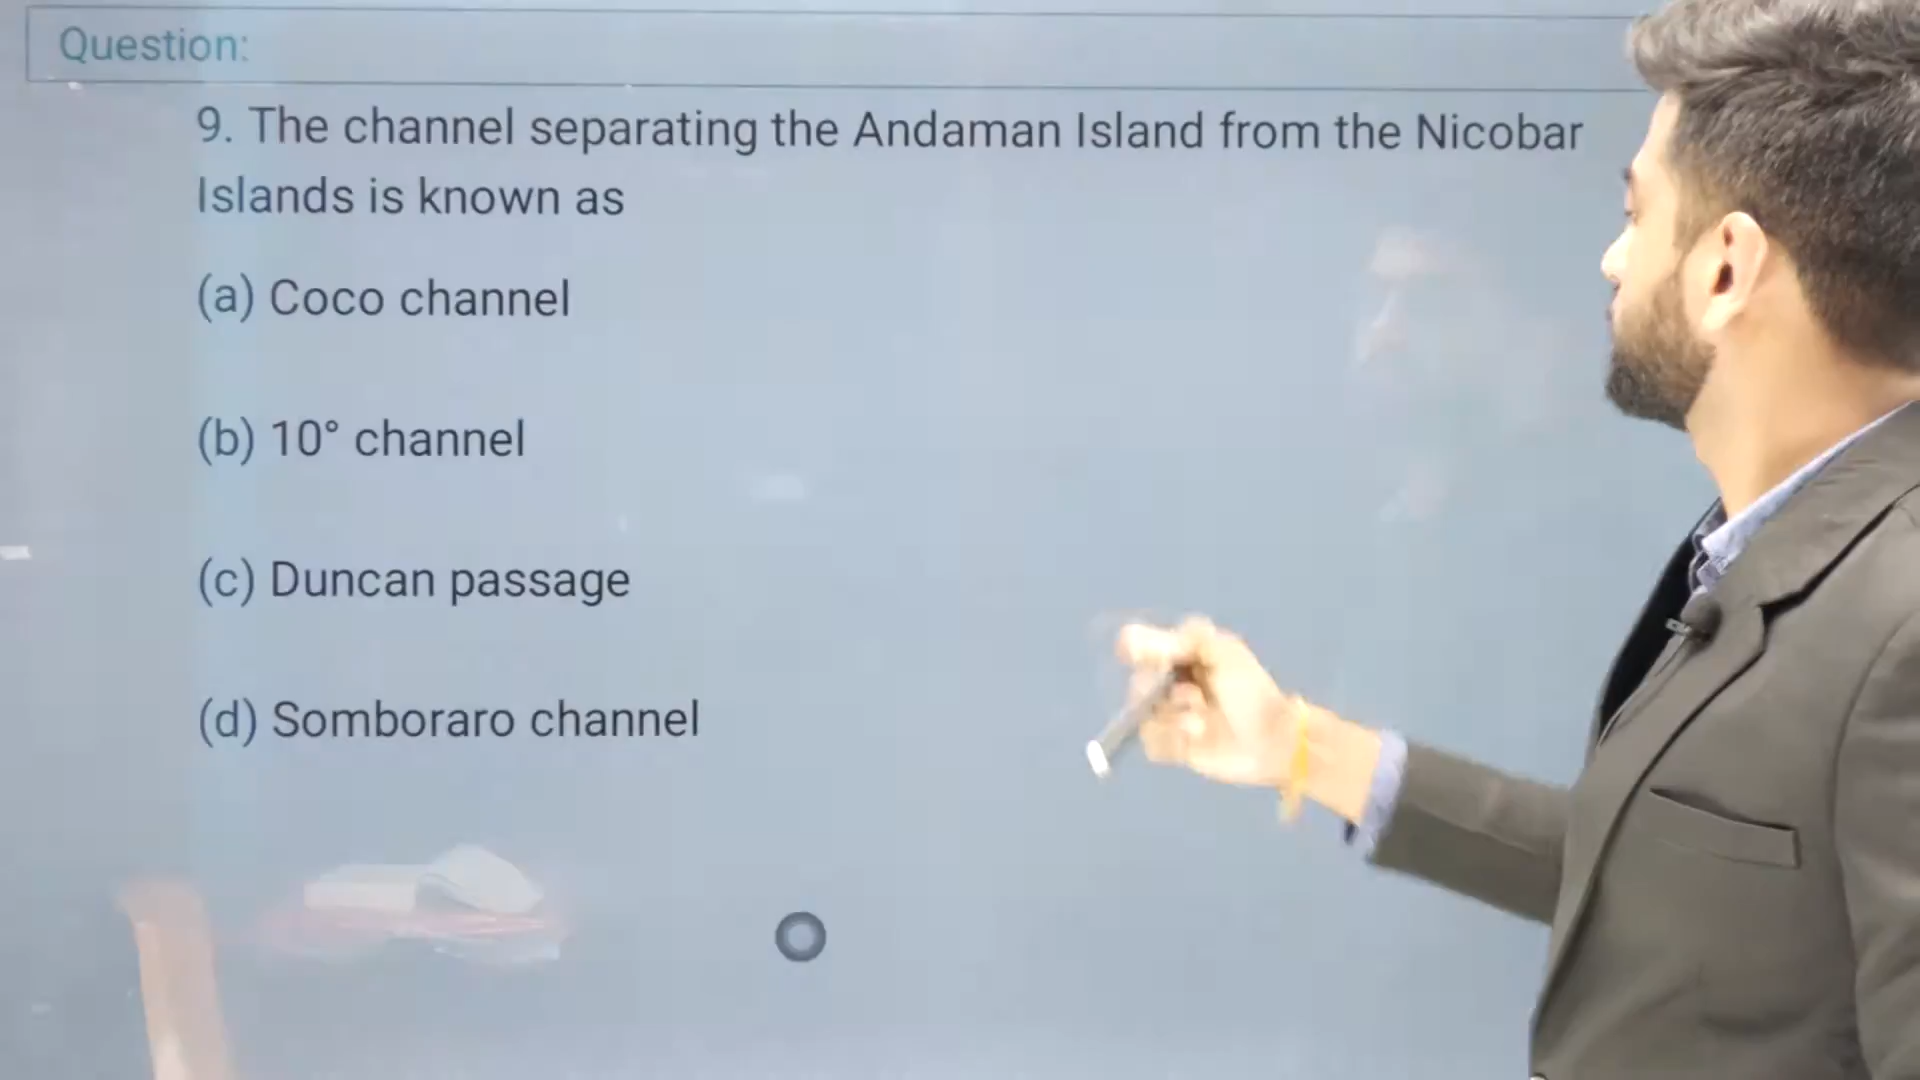 Question:
9. The channel separating the Andaman Island from the Nicobar
Islands is known as
(a) Coco channel
(b) 10° channel
(c) Duncan passage
(d) Somboraro channel